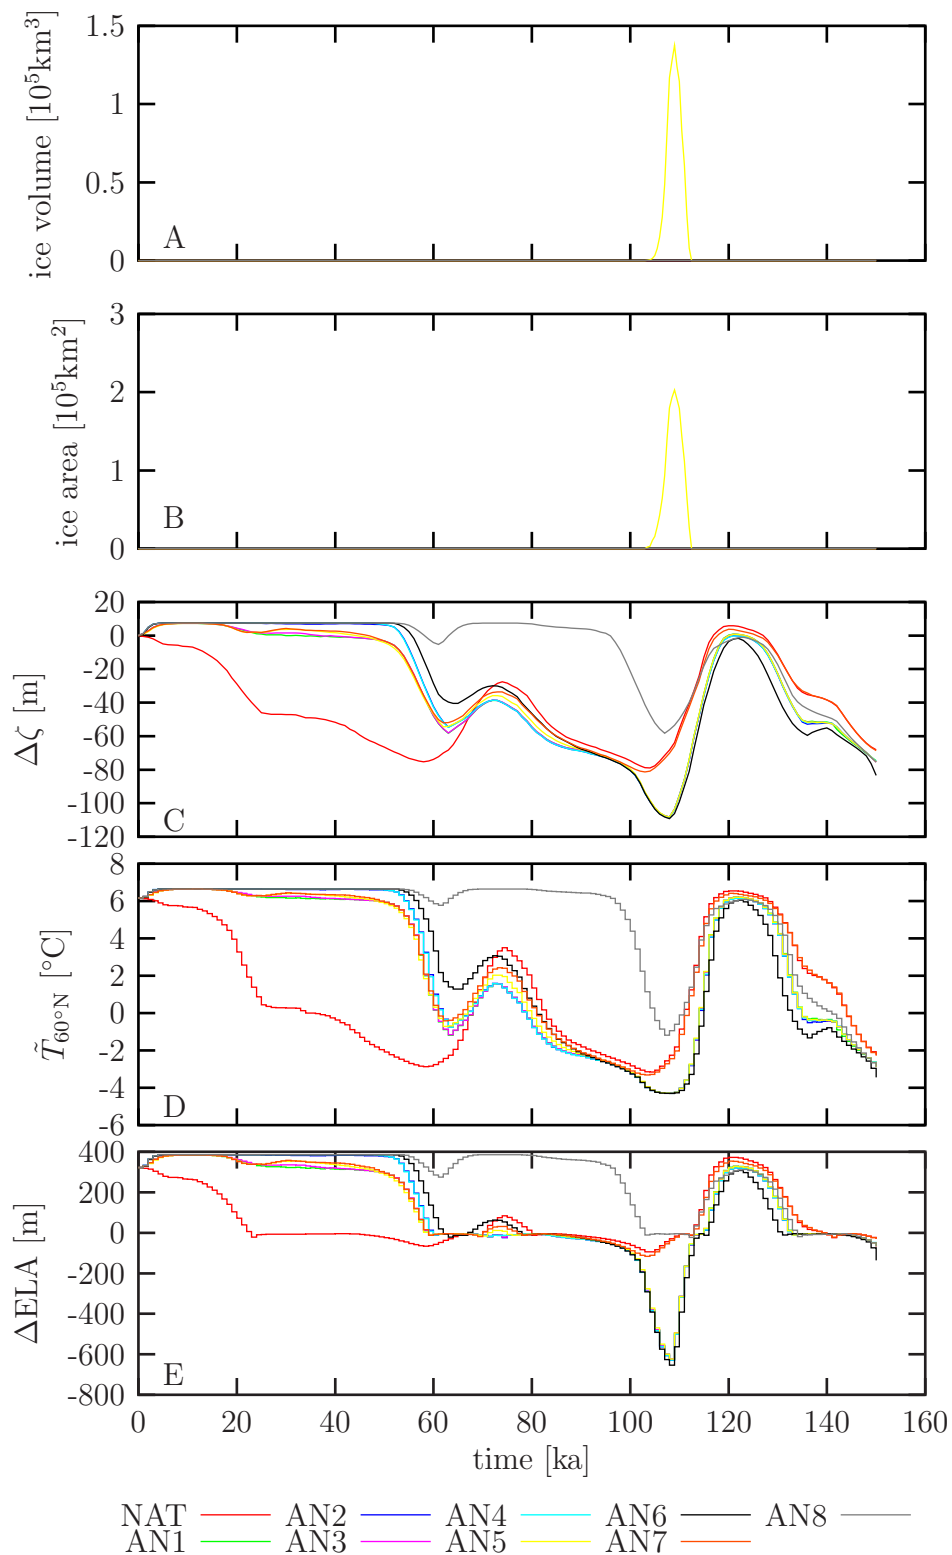 1.5
1
0.5
0
ice volume [10⁵km³]
A
3
2
1
0
ice area [10⁵km²]
B
20
0
-20
-40
-60
-80
-100
-120
Δζ [m]
C
8
6
4
2
0
-2
-4
-6
T̃60°N [°C]
D
400
200
0
-200
-400
-600
-800
ΔELA [m]
E
0 20 40 60 80 100 120 140 160
time [ka]
NAT AN2 AN4 AN6 AN8
AN1 AN3 AN5 AN7